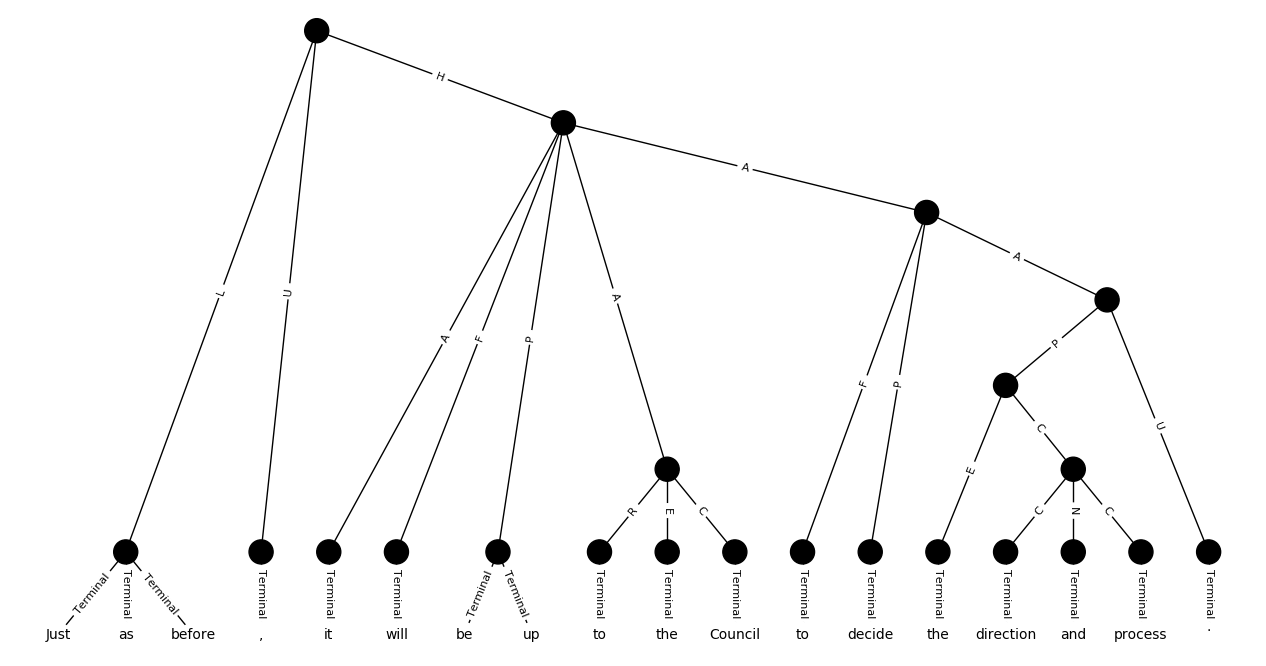 H
A
A
L
U
A
A
F
P
F
P
P
U
C
E
R
E
C
C
N
C
Terminal Terminal Terminal Terminal Terminal Terminal Terminal Terminal Terminal Terminal Terminal Terminal Terminal Terminal Terminal Terminal Terminal Terminal
Just as before , it will be up to the Council to decide the direction and process .